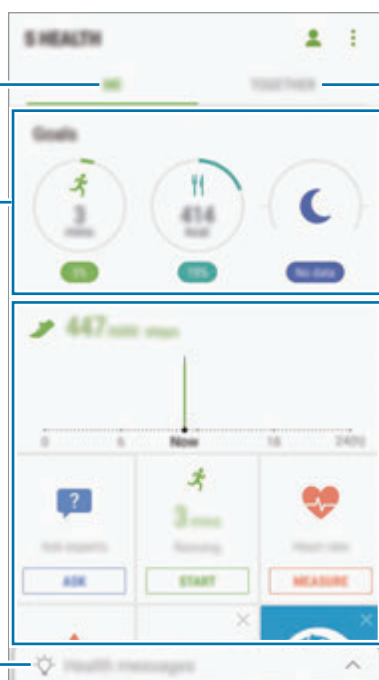 S HEALTH
ME TOGETHER
Goals
3 414
mins kcal
5% 19% No data
447 steps
0 6 Now 18 24(h)
?
3 mins
Ask experts Running Heart rate
ASK START MEASURE
Health messages